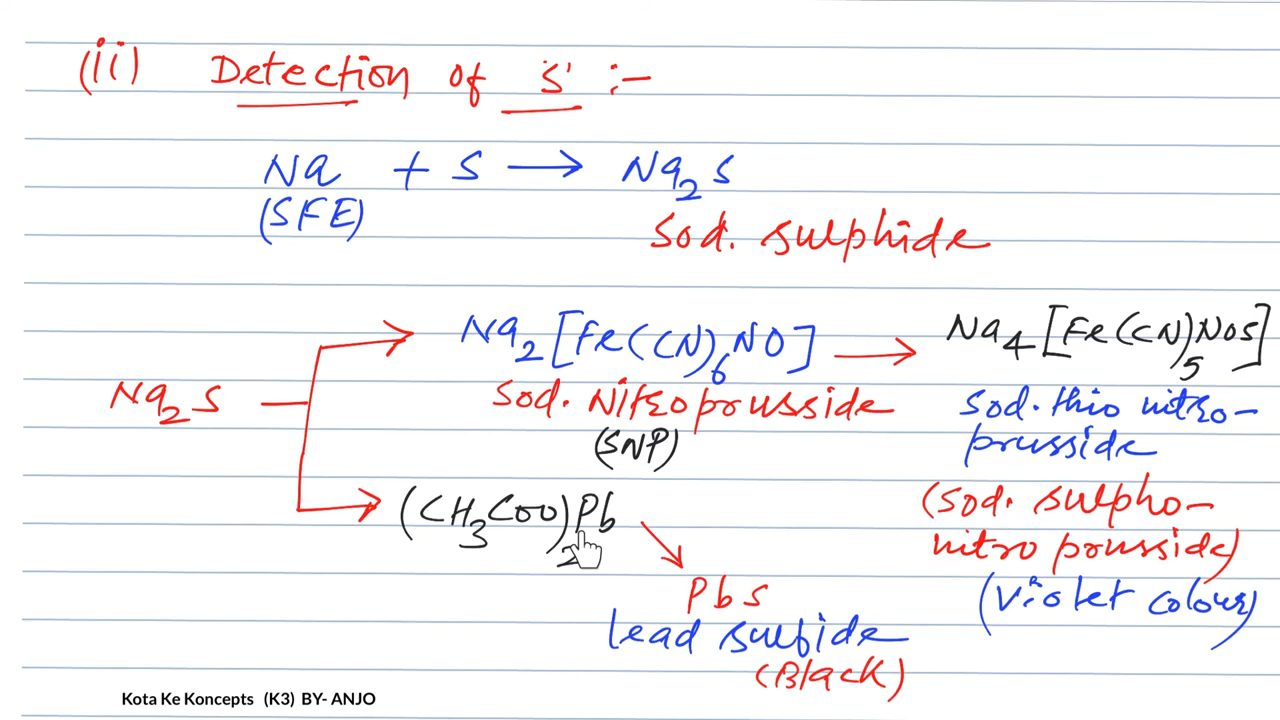 (ii) Detection of 'S' :-
Na + S → Na₂S
(SFE)
Sod. sulphide
Na₂[Fe(CN)₆NO] → Na₄[Fe(CN)₅NOS]
Na₂S
Sod. Nitroprusside
(SNP)
Sod. thio nitro-
prusside
(CH₃COO)₂Pb
(Sod. sulpho-
nitro prusside)
(Violet colour)
PbS
lead sulfide
(Black)
Kota Ke Koncepts (K3) BY- ANJO